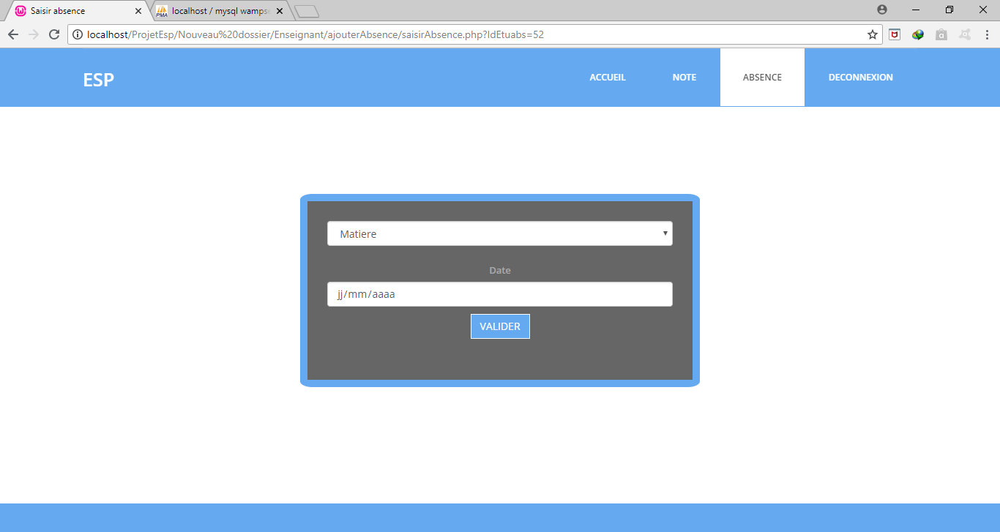 Saisir absence
localhost / mysql wampse
localhost/ProjetEsp/Nouveau%20dossier/Enseignant/ajouterAbsence/saisirAbsence.php?IdEtuabs=52
ESP
ACCUEIL
NOTE
ABSENCE
DECONNEXION
Matiere
Date
jj/mm/aaaa
VALIDER